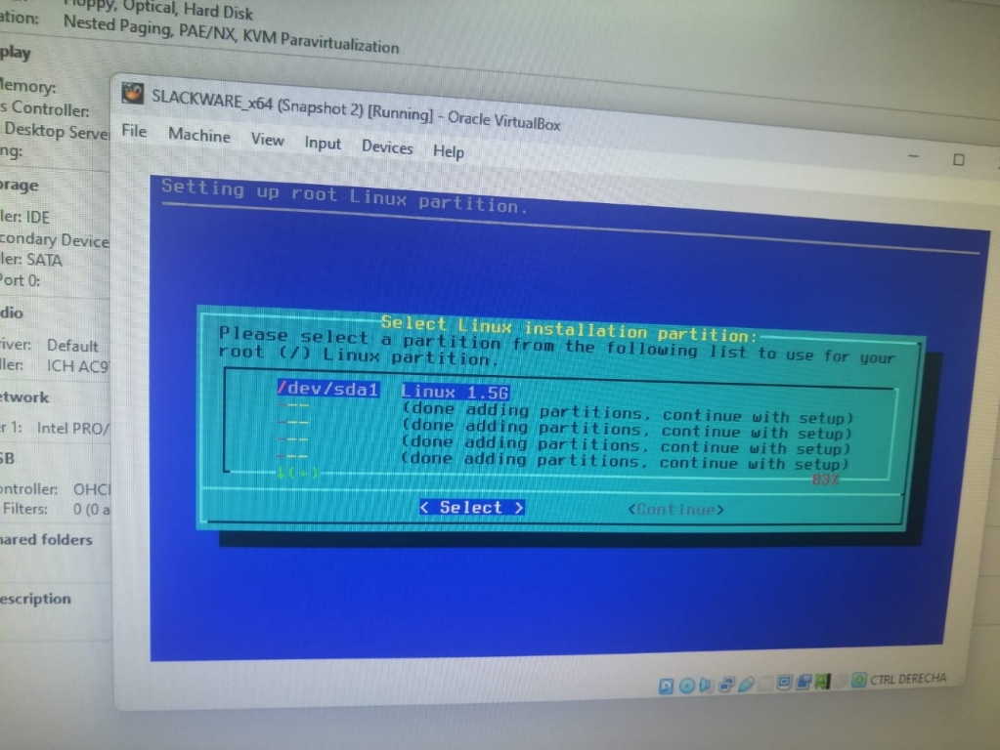 Floppy, Optical, Hard Disk
Nested Paging, PAE/NX, KVM Paravirtualization
SLACKWARE_x64 (Snapshot 2) [Running] - Oracle VirtualBox
File Machine View Input Devices Help
Setting up root Linux partition.
Select Linux installation partition:
Please select a partition from the following list to use for your
root (/) Linux partition.
/dev/sda1 Linux 1.5G
--- (done adding partitions, continue with setup)
--- (done adding partitions, continue with setup)
--- (done adding partitions, continue with setup)
--- (done adding partitions, continue with setup)
↓(+) 83%
< Select > <Continue>
CTRL DERECHA
ation:
play
Memory:
s Controller:
Desktop Server
ng:
orage
ler: IDE
condary Device
ler: SATA
Port 0:
dio
river: Default
ller: ICH AC9
etwork
r 1: Intel PRO/
SB
ontroller: OHCI
Filters: 0 (0 a
hared folders
escription